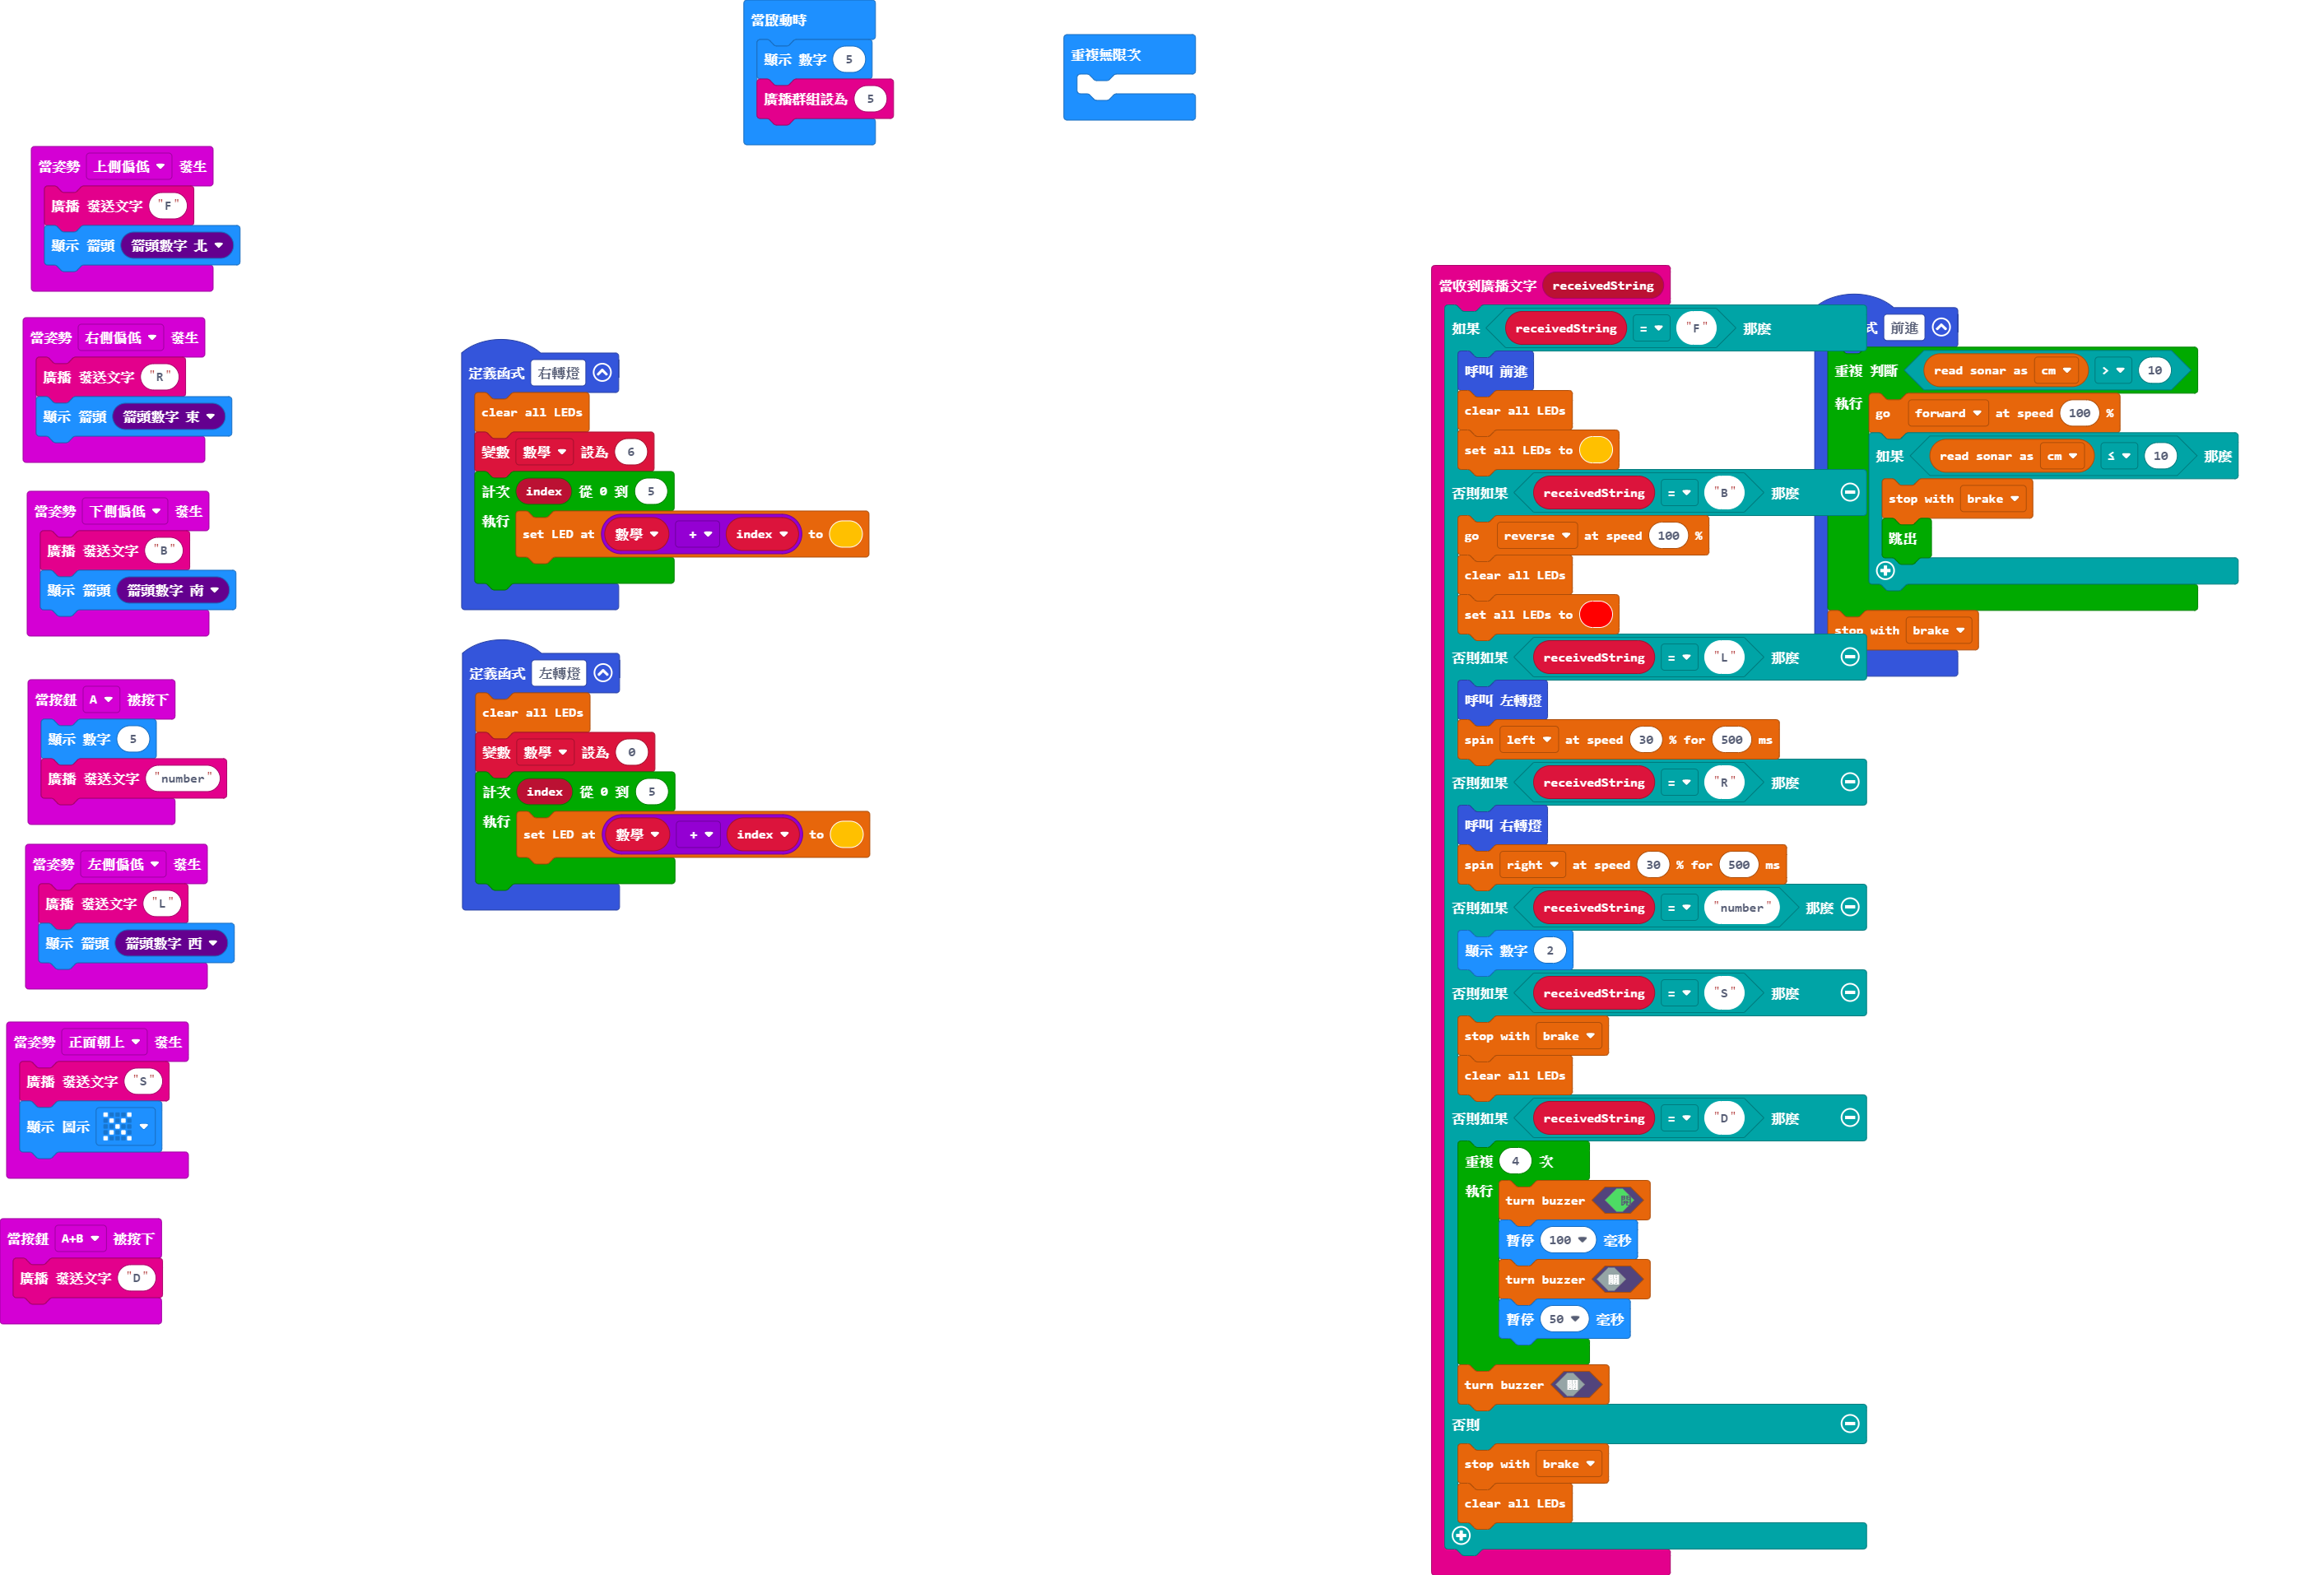 當啟動時
顯示 數字 5
廣播群組設為 5
重複無限次
當姿勢 上側偏低 發生
廣播 發送文字 "F"
顯示 箭頭 箭頭數字 北
當姿勢 右側偏低 發生
廣播 發送文字 "R"
顯示 箭頭 箭頭數字 東
當姿勢 下側偏低 發生
廣播 發送文字 "B"
顯示 箭頭 箭頭數字 南
當按鈕 A 被按下
顯示 數字 5
廣播 發送文字 "number"
當姿勢 左側偏低 發生
廣播 發送文字 "L"
顯示 箭頭 箭頭數字 西
當姿勢 正面朝上 發生
廣播 發送文字 "S"
顯示 圖示
當按鈕 A+B 被按下
廣播 發送文字 "D"
定義函式 右轉燈
clear all LEDs
變數 數學 設為 6
計次 index 從 0 到 5
執行 set LED at 數學 + index to
定義函式 左轉燈
clear all LEDs
變數 數學 設為 0
計次 index 從 0 到 5
執行 set LED at 數學 + index to
當收到廣播文字 receivedString
如果 receivedString = "F" 那麼
呼叫 前進
clear all LEDs
set all LEDs to
否則如果 receivedString = "B" 那麼
go reverse at speed 100 %
clear all LEDs
set all LEDs to
否則如果 receivedString = "L" 那麼
呼叫 左轉燈
spin left at speed 30 % for 500 ms
否則如果 receivedString = "R" 那麼
呼叫 右轉燈
spin right at speed 30 % for 500 ms
否則如果 receivedString = "number" 那麼
顯示 數字 2
否則如果 receivedString = "S" 那麼
stop with brake
clear all LEDs
否則如果 receivedString = "D" 那麼
重複 4 次
執行 turn buzzer 開
暫停 100 毫秒
turn buzzer 關
暫停 50 毫秒
turn buzzer 關
否則
stop with brake
clear all LEDs
式 前進
重複 判斷 read sonar as cm > 10
執行 go forward at speed 100 %
如果 read sonar as cm ≤ 10 那麼
stop with brake
跳出
stop with brake